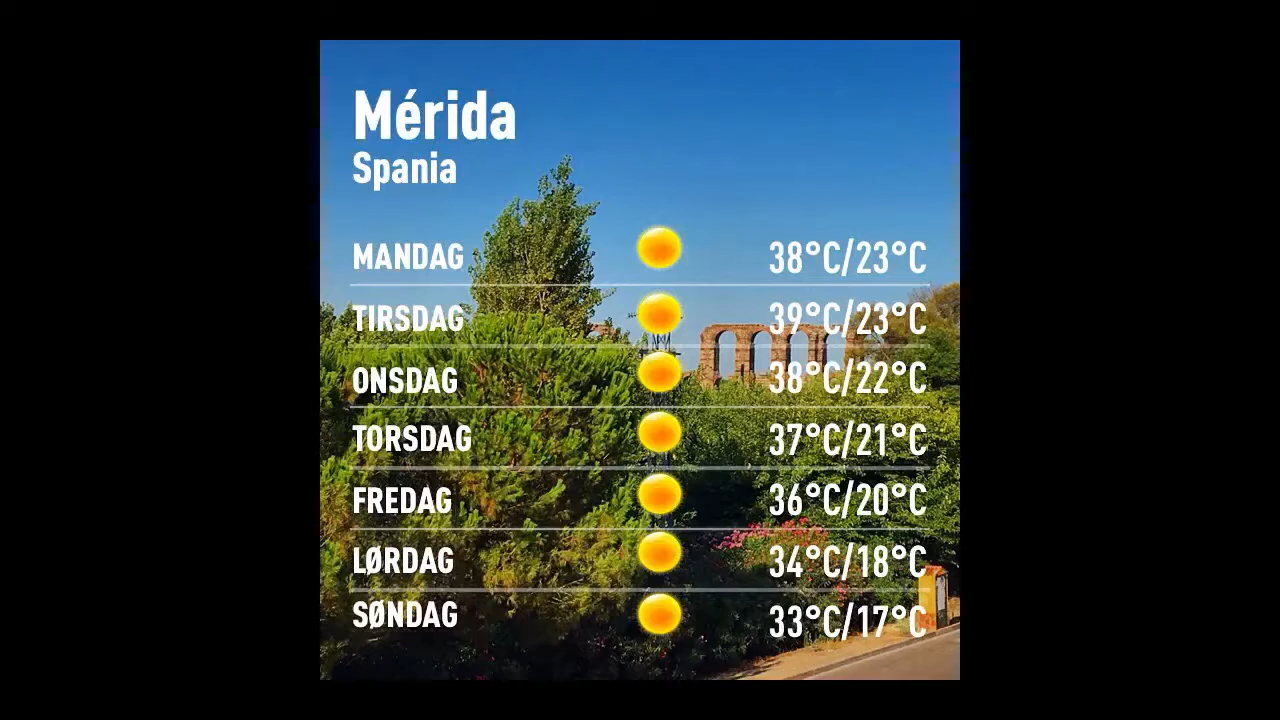 Mérida
Spania
MANDAG 38°C/23°C
TIRSDAG 39°C/23°C
ONSDAG 38°C/22°C
TORSDAG 37°C/21°C
FREDAG 36°C/20°C
LØRDAG 34°C/18°C
SØNDAG 33°C/17°C